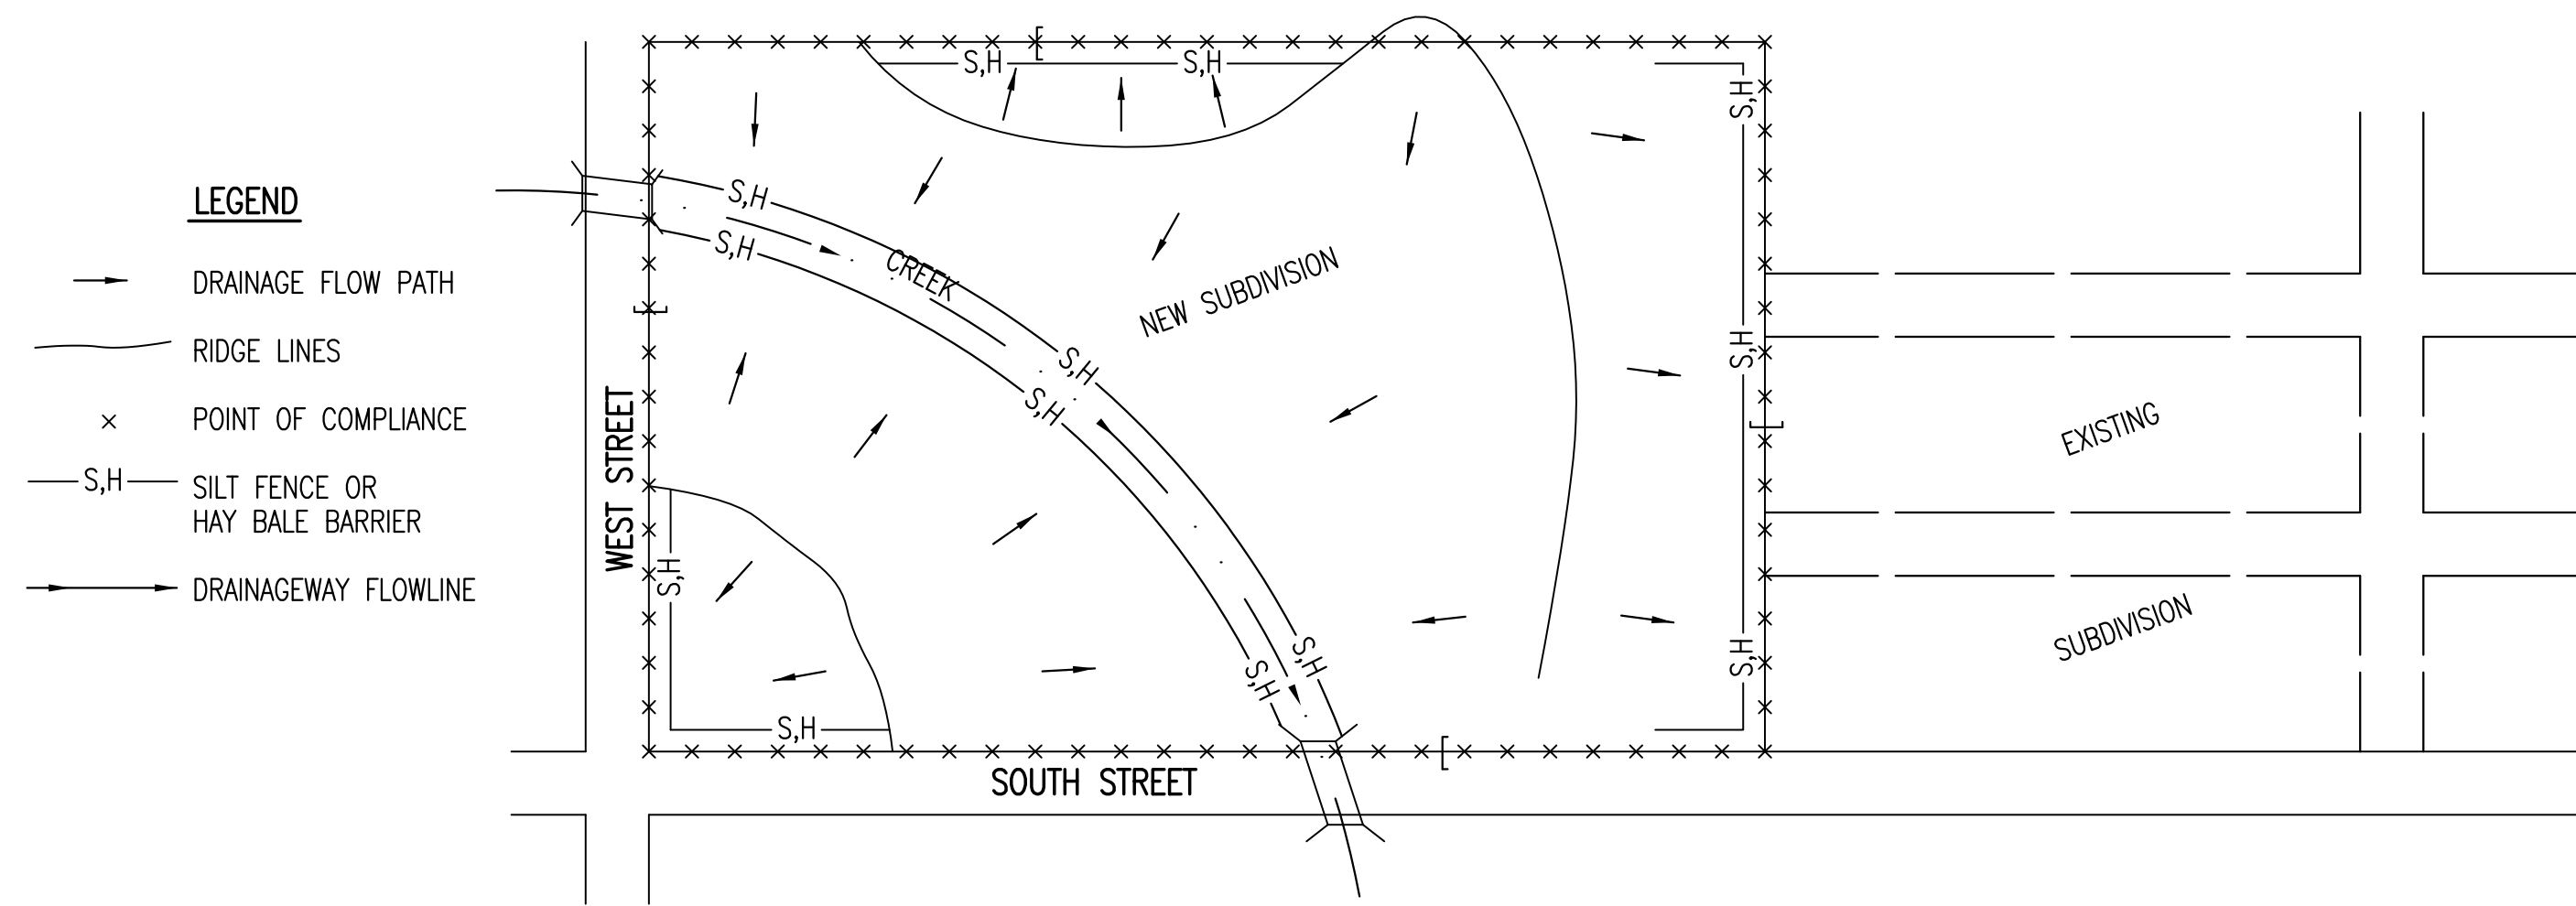 LEGEND
DRAINAGE FLOW PATH
RIDGE LINES
POINT OF COMPLIANCE
S,H
SILT FENCE OR
HAY BALE BARRIER
DRAINAGEWAY FLOWLINE
S,H
S,H
S,H
S,H
S,H
CREEK
NEW SUBDIVISION
S,H
S,H
S,H
WEST STREET
EXISTING
S,H
S,H
S,H
S,H
SUBDIVISION
S,H
SOUTH STREET